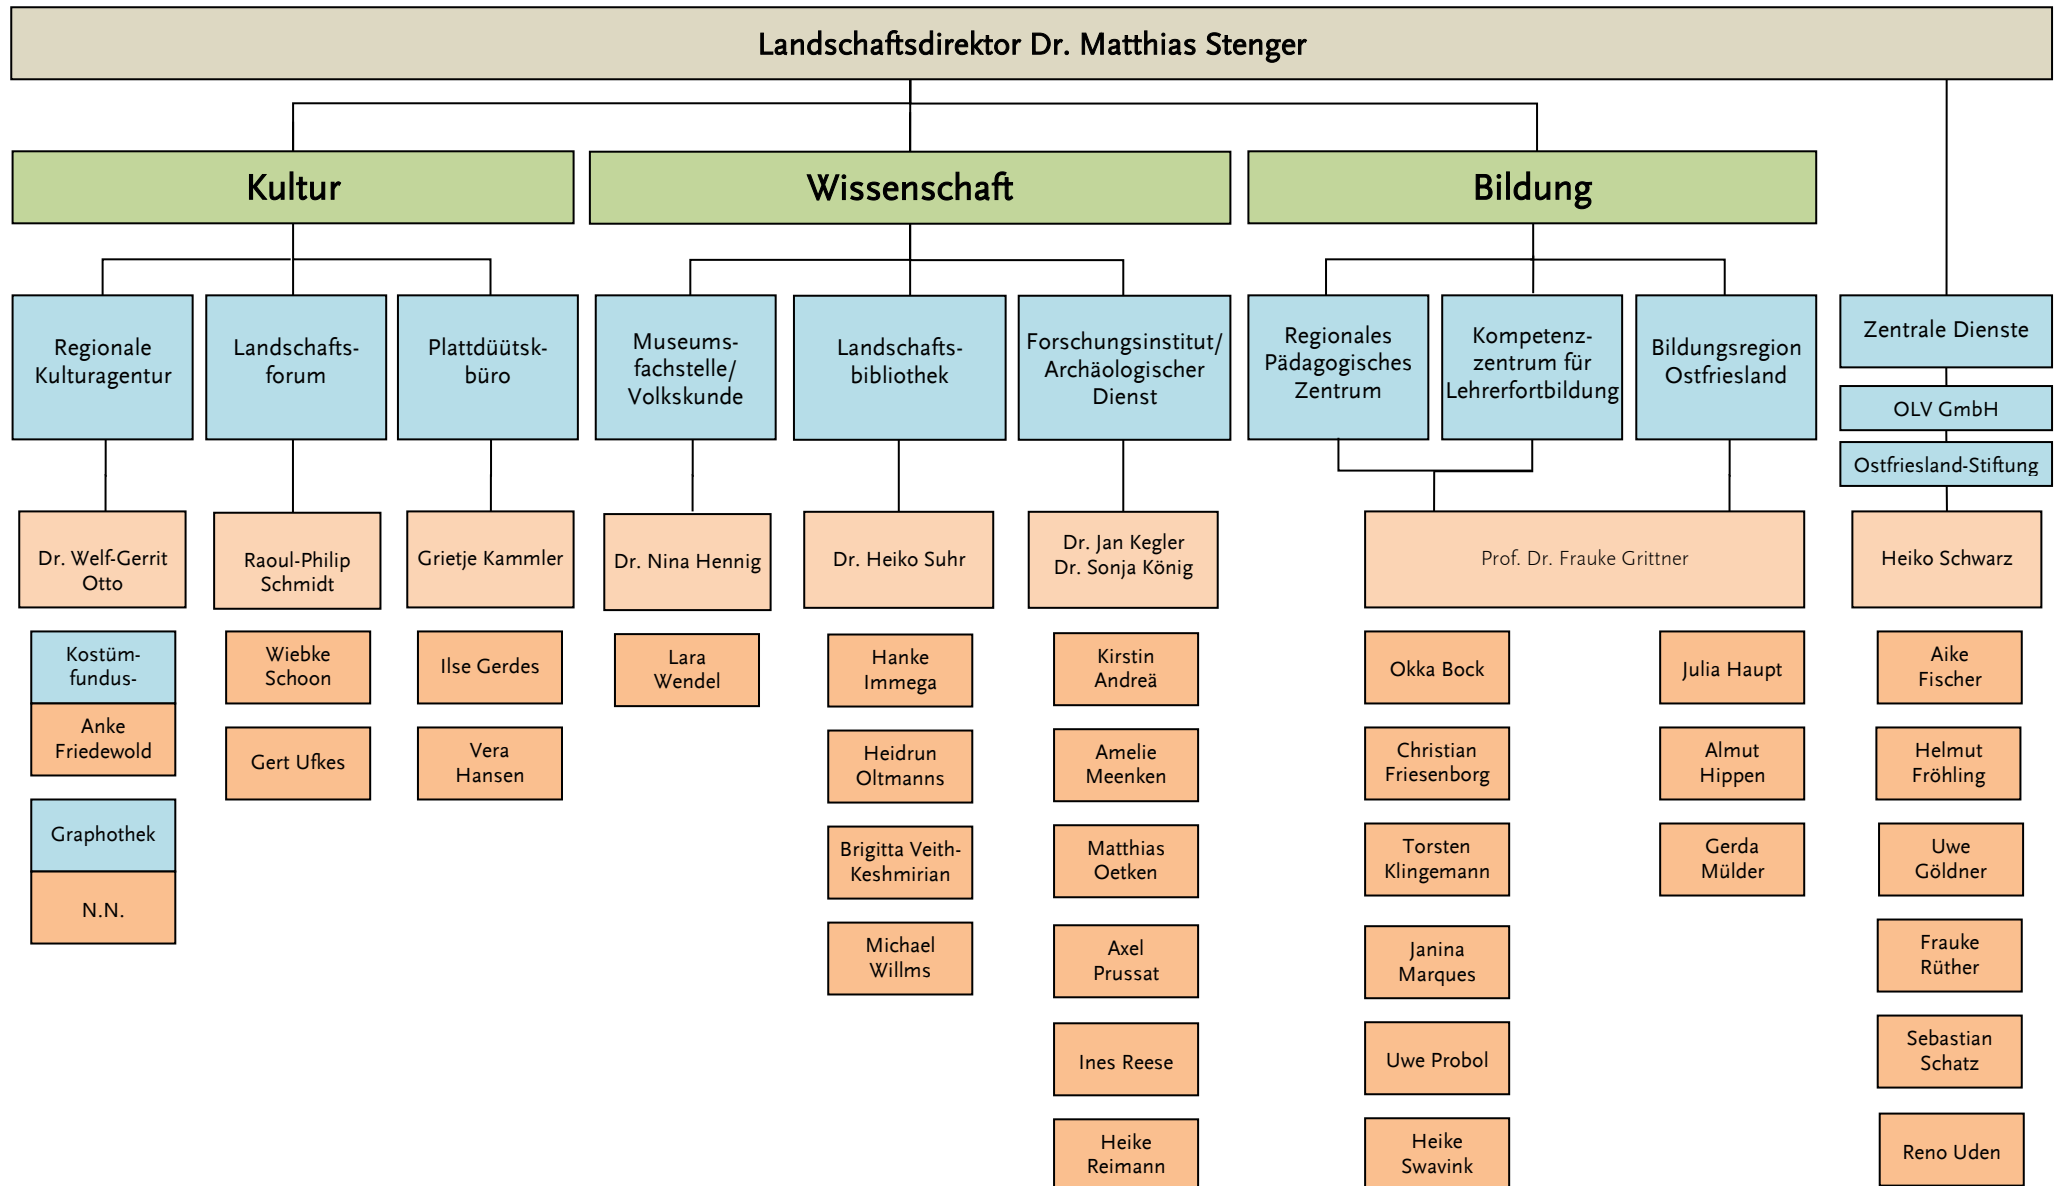 Landschaftsdirektor Dr. Matthias Stenger
Kultur
Wissenschaft
Bildung
Regionale
Kulturagentur
Landschafts-
forum
Plattdüütsk-
büro
Museums-
fachstelle/
Volkskunde
Landschafts-
bibliothek
Forschungsinstitut/
Archäologischer
Dienst
Regionales
Pädagogisches
Zentrum
Kompetenz-
zentrum für
Lehrerfortbildung
Bildungsregion
Ostfriesland
Zentrale Dienste
OLV GmbH
Ostfriesland-Stiftung
Dr. Welf-Gerrit
Otto
Raoul-Philip
Schmidt
Grietje Kammler
Dr. Nina Hennig
Dr. Heiko Suhr
Dr. Jan Kegler
Dr. Sonja König
Prof. Dr. Frauke Grittner
Heiko Schwarz
Kostüm-
fundus-
Anke
Friedewold
Graphothek
N.N.
Wiebke
Schoon
Gert Ufkes
Ilse Gerdes
Vera
Hansen
Lara
Wendel
Hanke
Immega
Heidrun
Oltmanns
Brigitta Veith-
Keshmirian
Michael
Willms
Kirstin
Andreä
Amelie
Meenken
Matthias
Oetken
Axel
Prussat
Ines Reese
Heike
Reimann
Okka Bock
Christian
Friesenborg
Torsten
Klingemann
Janina
Marques
Uwe Probol
Heike
Swavink
Julia Haupt
Almut
Hippen
Gerda
Mülder
Aike
Fischer
Helmut
Fröhling
Uwe
Göldner
Frauke
Rüther
Sebastian
Schatz
Reno Uden